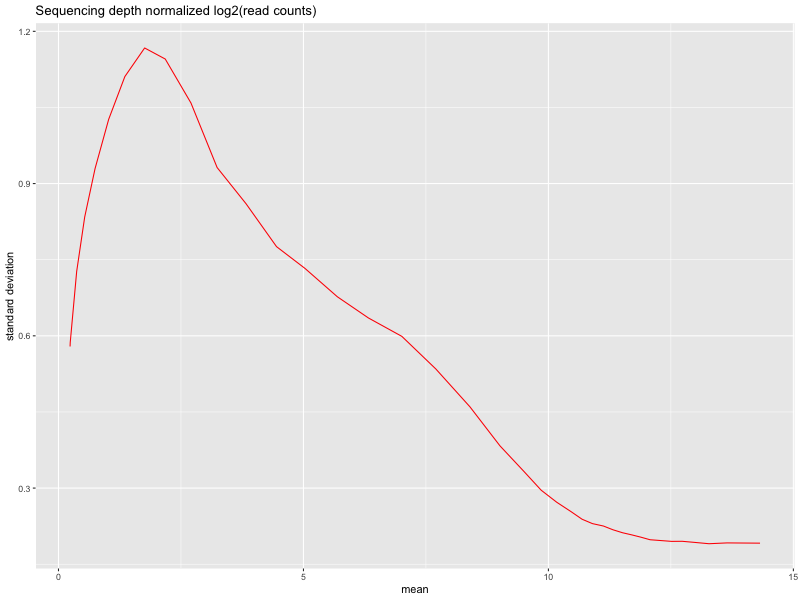 Sequencing depth normalized log2(read counts)
1.2
0.9
0.6
0.3
standard deviation
0
5
10
15
mean